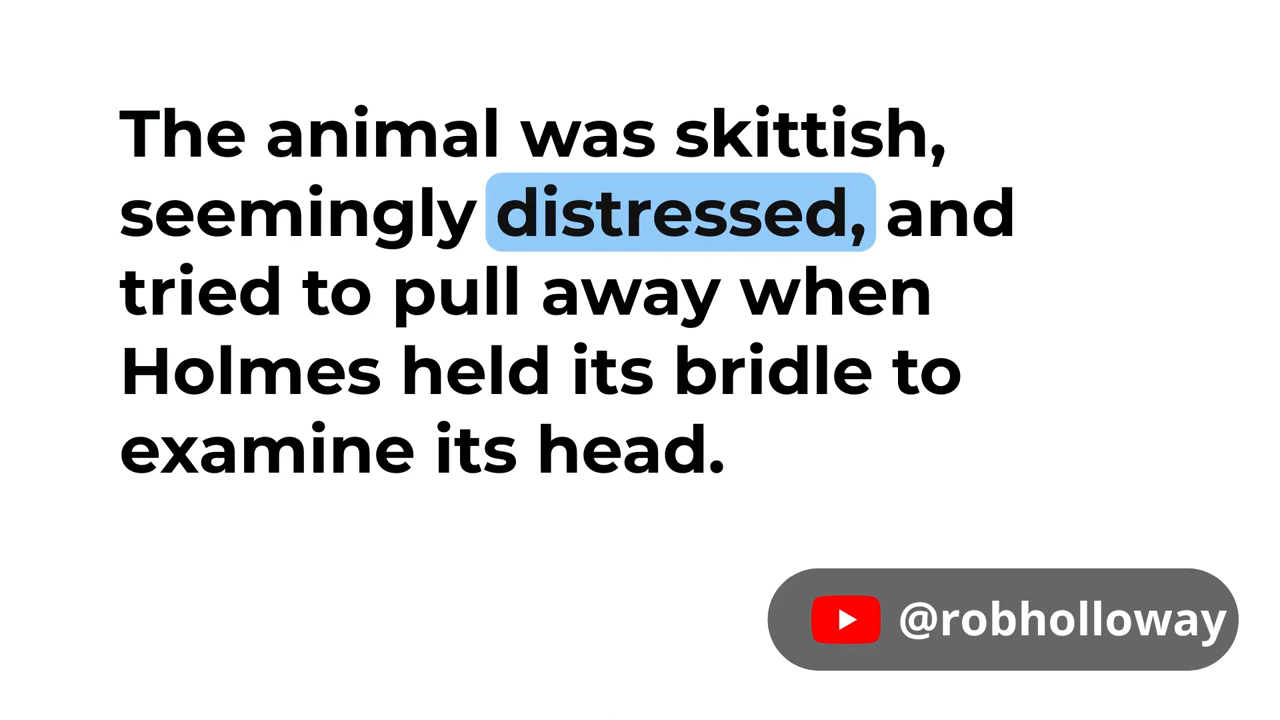 The animal was skittish,
seemingly distressed, and
tried to pull away when
Holmes held its bridle to
examine its head.
@robholloway